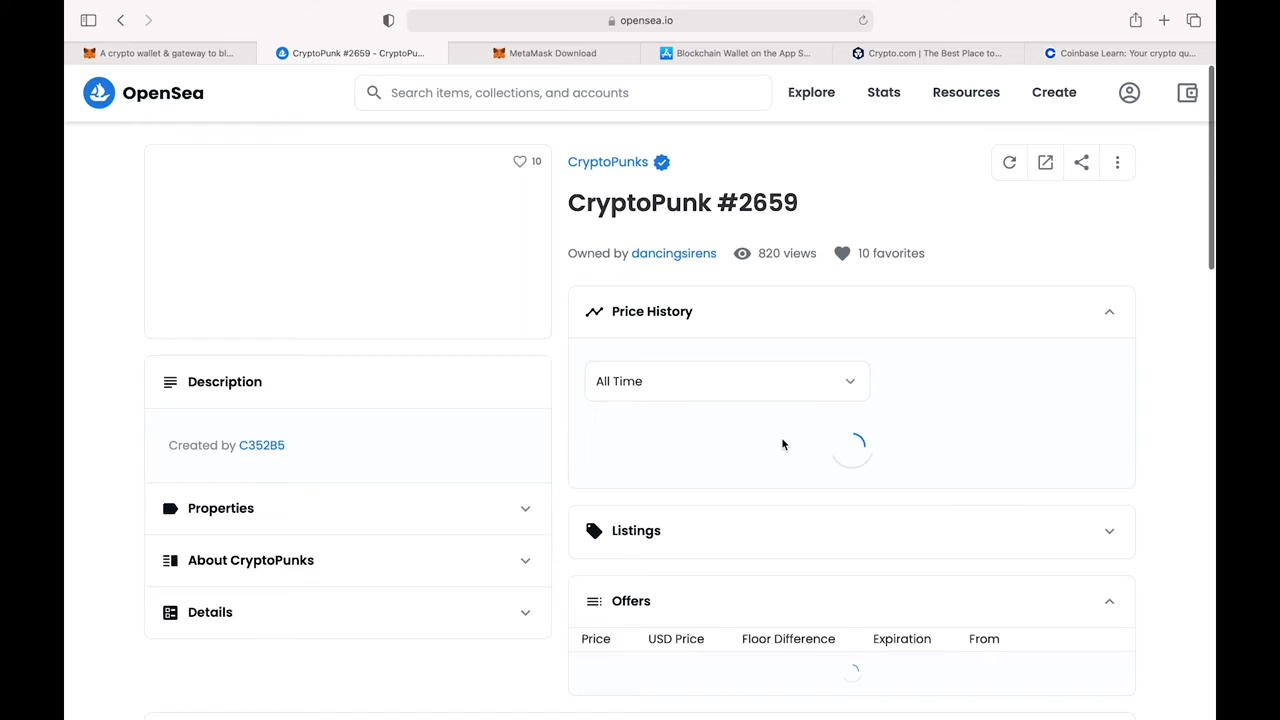 opensea.io
A crypto wallet & gateway to bl...
CryptoPunk #2659 - CryptoPu...
MetaMask Download
Blockchain Wallet on the App S...
Crypto.com | The Best Place to...
Coinbase Learn: Your crypto qu...
OpenSea
Search items, collections, and accounts
Explore
Stats
Resources
Create
10
CryptoPunks
CryptoPunk #2659
Owned by dancingsirens
820 views
10 favorites
Price History
All Time
Description
Created by C352B5
Properties
About CryptoPunks
Details
Listings
Offers
Price USD Price Floor Difference Expiration From